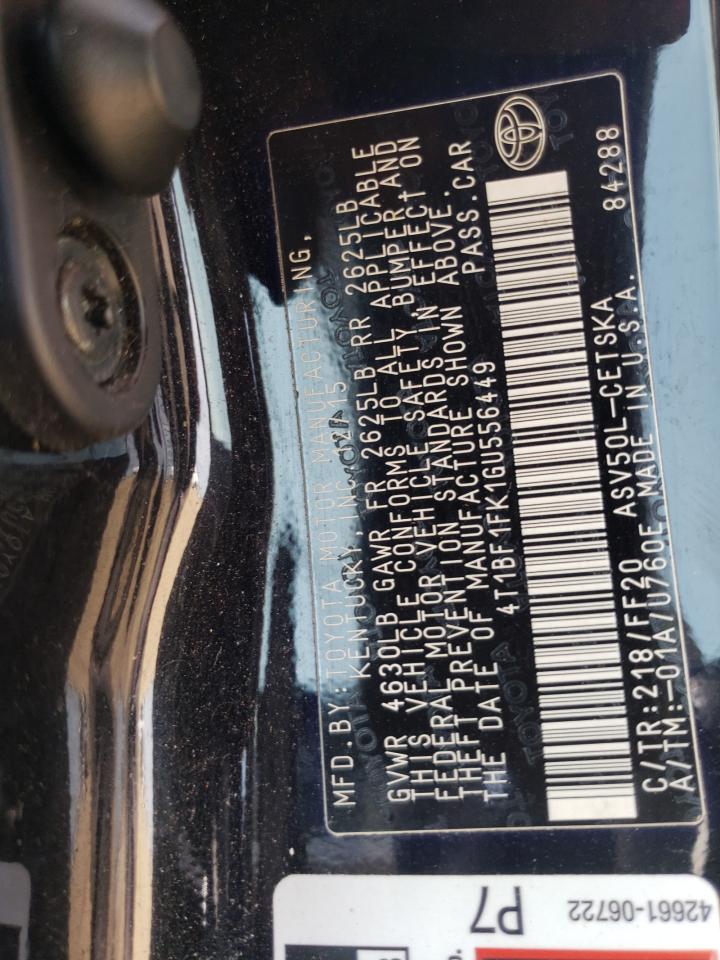 MFD.BY:TOYOTA MOTOR MANUFACTURING,
KENTUCKY, INC. 12/15
GVWR 4630LB GAWR FR 2625LB RR 2625LB
THIS VEHICLE CONFORMS TO ALL APPLICABLE
FEDERAL MOTOR VEHICLE SAFETY, BUMPER AND
THEFT PREVENTION STANDARDS IN EFFECT ON
THE DATE OF MANUFACTURE SHOWN ABOVE.
4T1BF1FK1GU556449 PASS.CAR
C/TR:218/FF20 ASV50L-CETSKA 84288
A/TM:-01A/U760E MADE IN U.S.A.
P7
42661-06722